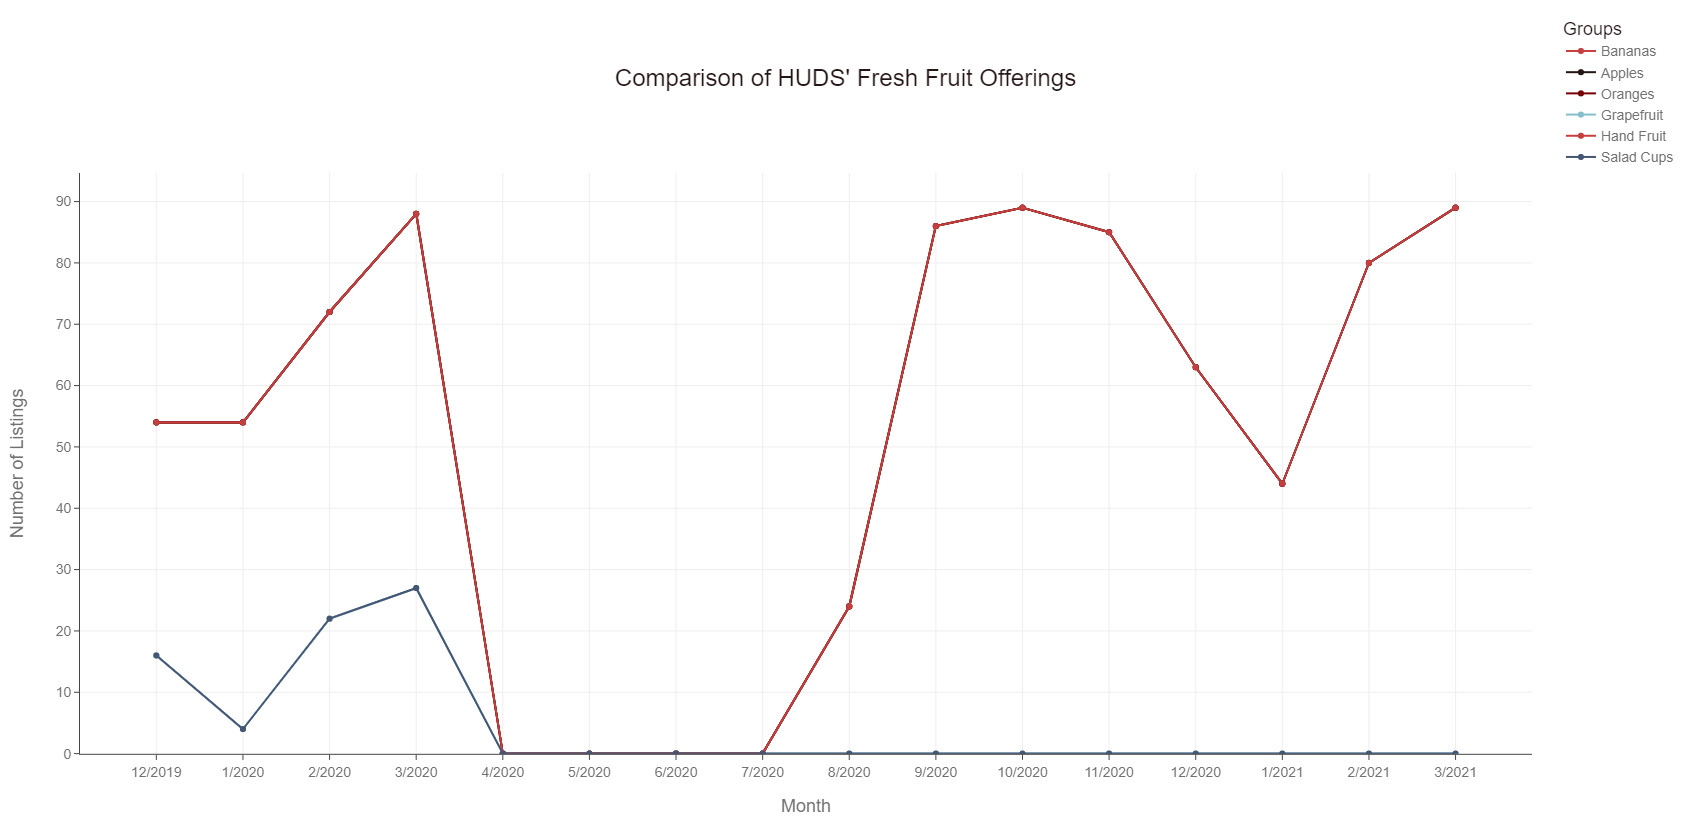 Groups
Bananas
Apples
Oranges
Grapefruit
Hand Fruit
Salad Cups
Comparison of HUDS' Fresh Fruit Offerings
Number of Listings
90
80
70
60
50
40
30
20
10
0
12/2019 1/2020 2/2020 3/2020 4/2020 5/2020 6/2020 7/2020 8/2020 9/2020 10/2020 11/2020 12/2020 1/2021 2/2021 3/2021
Month